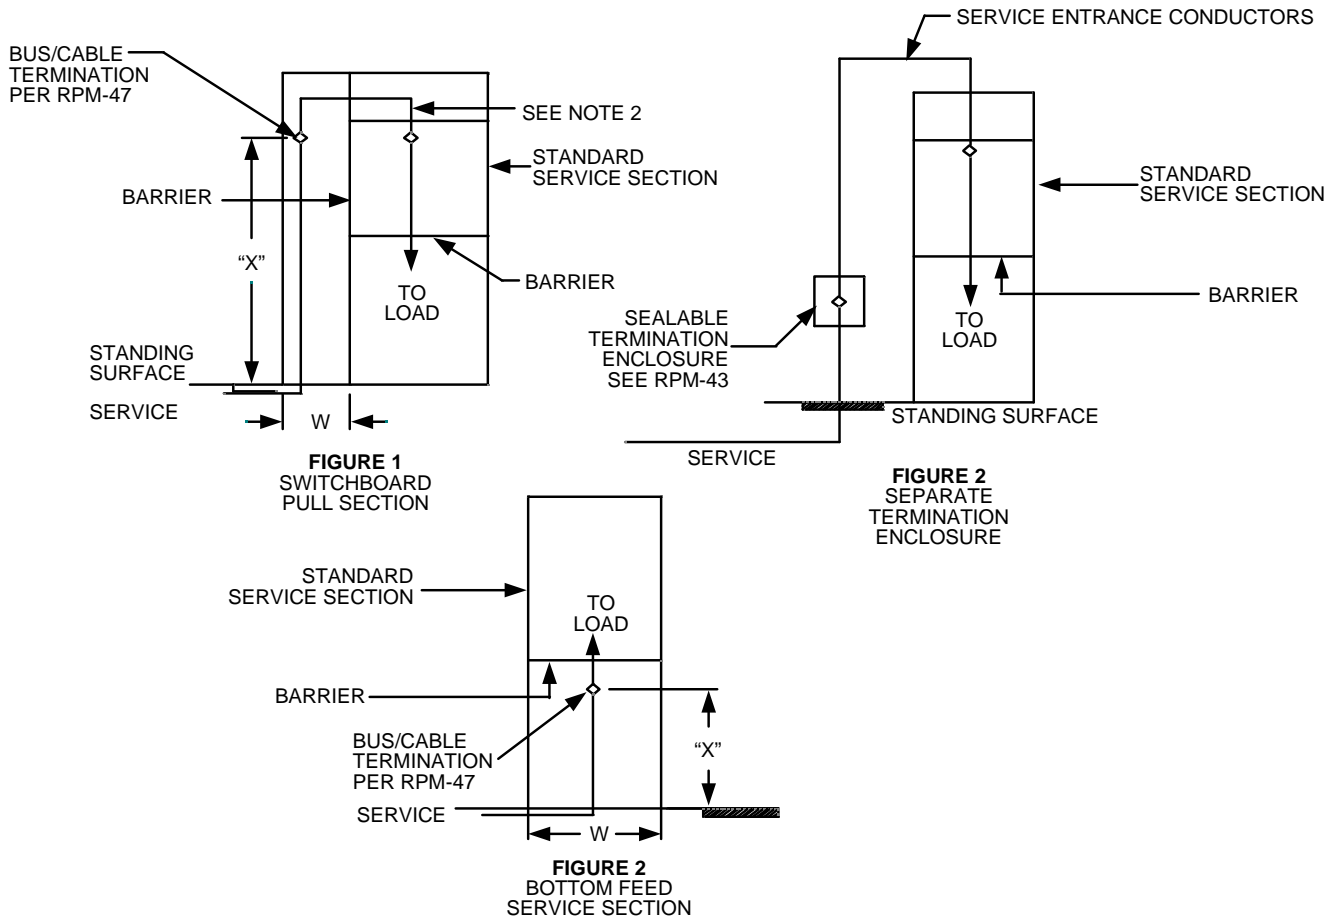 BUS/CABLE
TERMINATION
PER RPM-47
SEE NOTE 2
STANDARD
SERVICE SECTION
BARRIER
“X”
BARRIER
TO
LOAD
STANDING
SURFACE
SERVICE
W
FIGURE 1
SWITCHBOARD
PULL SECTION
SERVICE ENTRANCE CONDUCTORS
STANDARD
SERVICE SECTION
BARRIER
SEALABLE
TERMINATION
ENCLOSURE
SEE RPM-43
TO
LOAD
STANDING SURFACE
SERVICE
FIGURE 2
SEPARATE
TERMINATION
ENCLOSURE
STANDARD
SERVICE SECTION
TO
LOAD
BARRIER
BUS/CABLE
TERMINATION
PER RPM-47
“X”
SERVICE
W
FIGURE 2
BOTTOM FEED
SERVICE SECTION